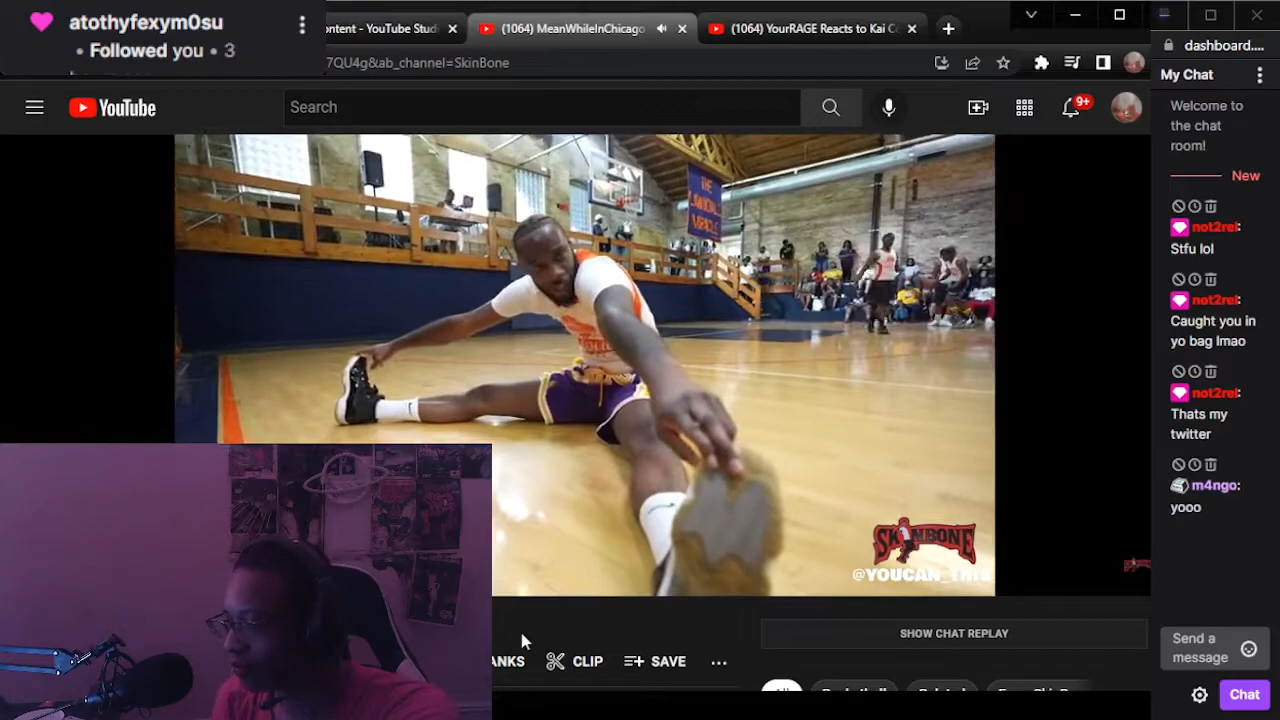 atothyfexym0su
• Followed you • 3
ontent - YouTube Stud
(1064) MeanWhileInChicago
(1064) YourRAGE Reacts to Kai C
7QU4g&ab_channel=SkinBone
dashboard....
YouTube
Search
9+
My Chat
Welcome to
the chat
room!
New
not2rel:
Stfu lol
not2rel:
Caught you in
yo bag lmao
not2rel:
Thats my
twitter
m4ngo:
yooo
THE
SKINBONE
@YOUCAN_THIS
SHOW CHAT REPLAY
ANKS
CLIP
SAVE
Send a
message
Chat